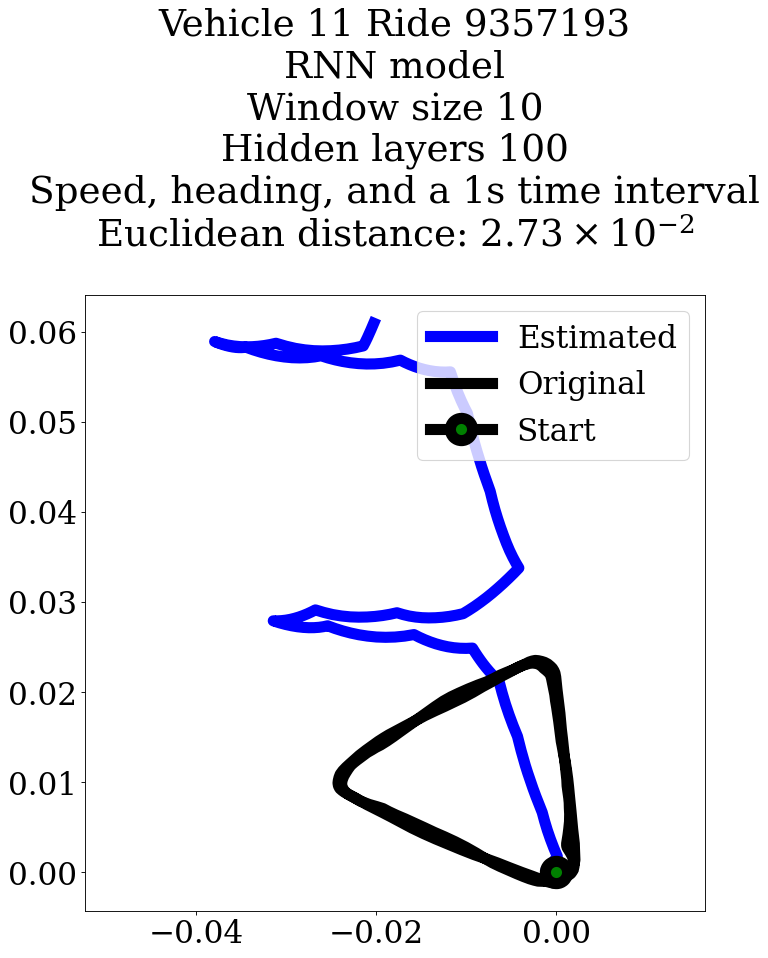 Vehicle 11 Ride 9357193
RNN model
Window size 10
Hidden layers 100
Speed, heading, and a 1s time interval
Euclidean distance: 2.73 × 10⁻²
Estimated
Original
Start
0.06
0.05
0.04
0.03
0.02
0.01
0.00
−0.04 −0.02 0.00